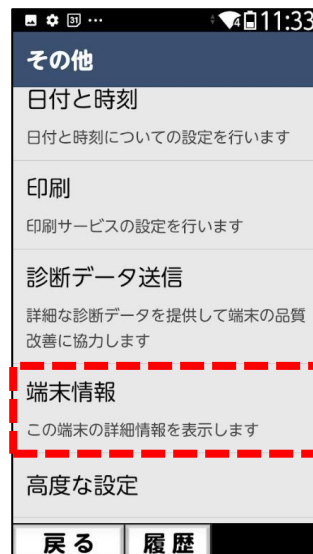 31 … 4 11:33
その他
日付と時刻
日付と時刻についての設定を行います
印刷
印刷サービスの設定を行います
診断データ送信
詳細な診断データを提供して端末の品質
改善に協力します
端末情報
この端末の詳細情報を表示します
高度な設定
戻る 履歴